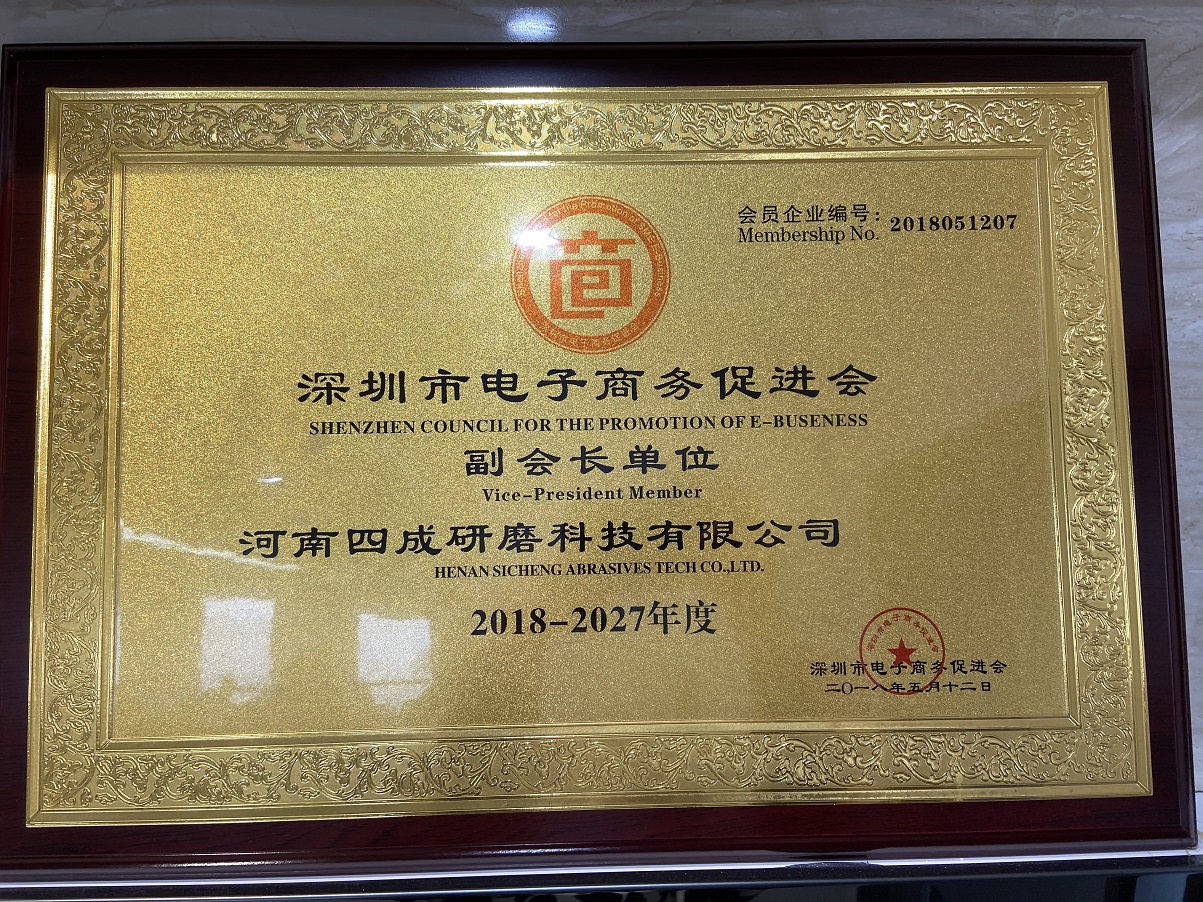 会员企业编号：
Membership No. 2018051207
深圳市电子商务促进会
SHENZHEN COUNCIL FOR THE PROMOTION OF E-BUSENESS
副会长单位
Vice-President Member
河南四成研磨科技有限公司
HENAN SICHENG ABRASIVES TECH CO.,LTD.
2018-2027年度
深圳市电子商务促进会
二〇一八年五月十二日